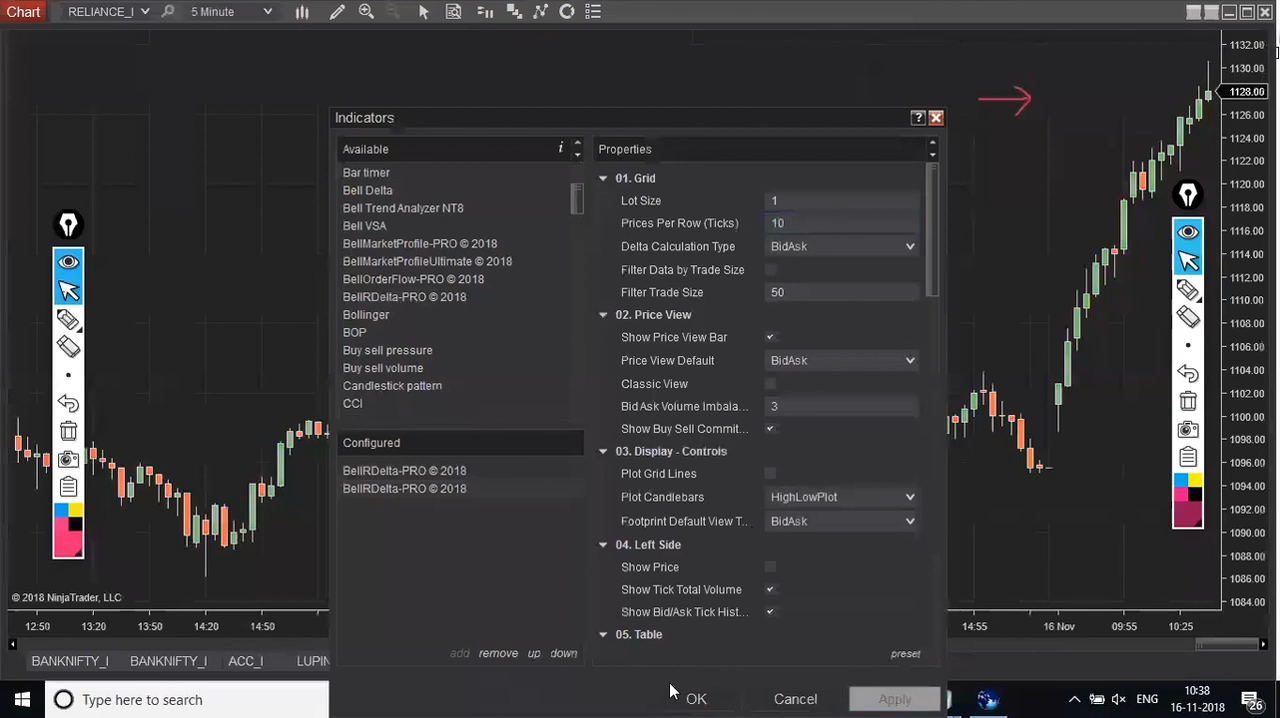 Chart RELIANCE_I 5 Minute
Indicators ?
Available i
Bar timer
Bell Delta
Bell Trend Analyzer NT8
Bell VSA
BellMarketProfile-PRO © 2018
BellMarketProfileUltimate © 2018
BellOrderFlow-PRO © 2018
BellRDelta-PRO © 2018
Bollinger
BOP
Buy sell pressure
Buy sell volume
Candlestick pattern
CCI
Configured
BellRDelta-PRO © 2018
BellRDelta-PRO © 2018
add remove up down
Properties
01. Grid
Lot Size 1
Prices Per Row (Ticks) 10
Delta Calculation Type BidAsk
Filter Data by Trade Size
Filter Trade Size 50
02. Price View
Show Price View Bar
Price View Default BidAsk
Classic View
Bid Ask Volume Imbala... 3
Show Buy Sell Commit...
03. Display - Controls
Plot Grid Lines
Plot Candlebars HighLowPlot
Footprint Default View T... BidAsk
04. Left Side
Show Price
Show Tick Total Volume
Show Bid/Ask Tick Hist...
05. Table
preset
OK Cancel Apply
1132.00
1130.00
1128.00
1126.00
1124.00
1122.00
1120.00
1118.00
1116.00
1114.00
1112.00
1110.00
1108.00
1106.00
1104.00
1102.00
1100.00
1098.00
1096.00
1094.00
1092.00
1090.00
1088.00
1086.00
1084.00
© 2018 NinjaTrader, LLC
12:50 13:20 13:50 14:20 14:50 14:55 16 Nov 09:55 10:25
BANKNIFTY_I BANKNIFTY_I ACC_I LUPIN
Type here to search
ENG
10:38
16-11-2018
26